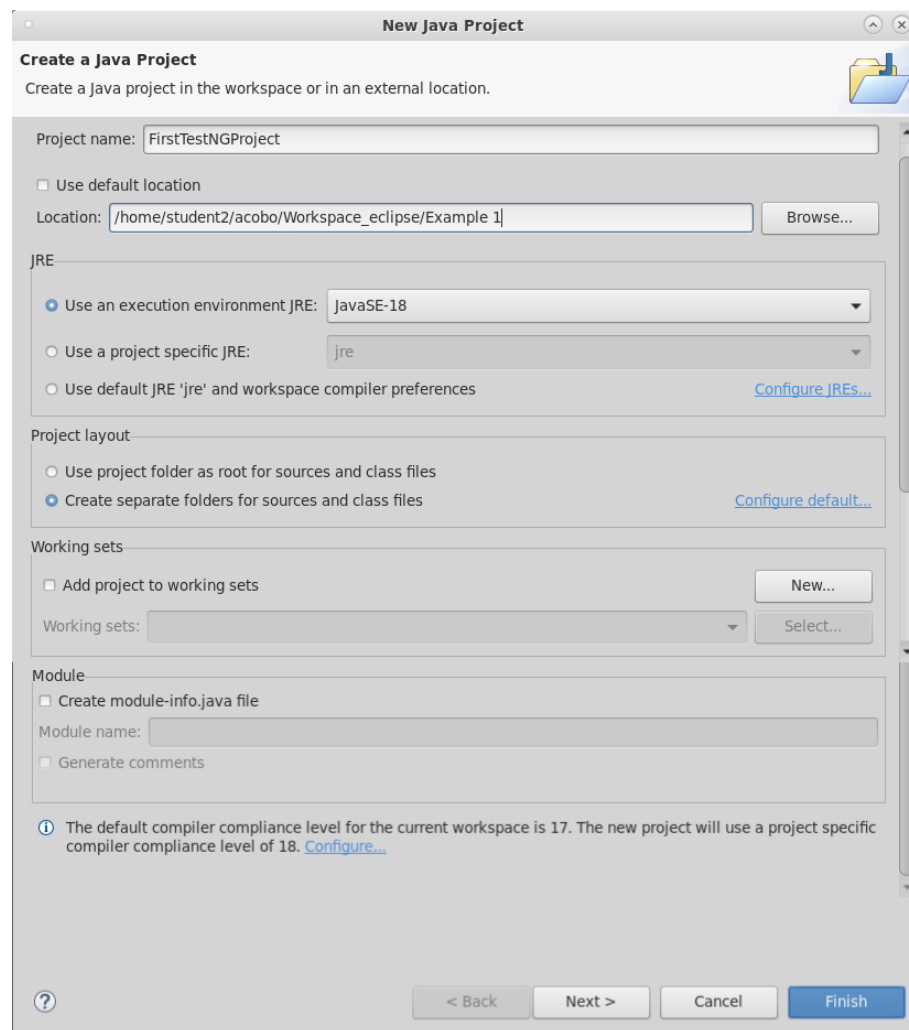 New Java Project
Create a Java Project
Create a Java project in the workspace or in an external location.
Project name: FirstTestNGProject
Use default location
Location: /home/student2/acobo/Workspace_eclipse/Example 1 Browse...
JRE
Use an execution environment JRE: JavaSE-18
Use a project specific JRE: jre
Use default JRE 'jre' and workspace compiler preferences Configure JREs...
Project layout
Use project folder as root for sources and class files
Create separate folders for sources and class files Configure default...
Working sets
Add project to working sets New...
Working sets: Select...
Module
Create module-info.java file
Module name:
Generate comments
The default compiler compliance level for the current workspace is 17. The new project will use a project specific
compiler compliance level of 18. Configure...
? < Back Next > Cancel Finish